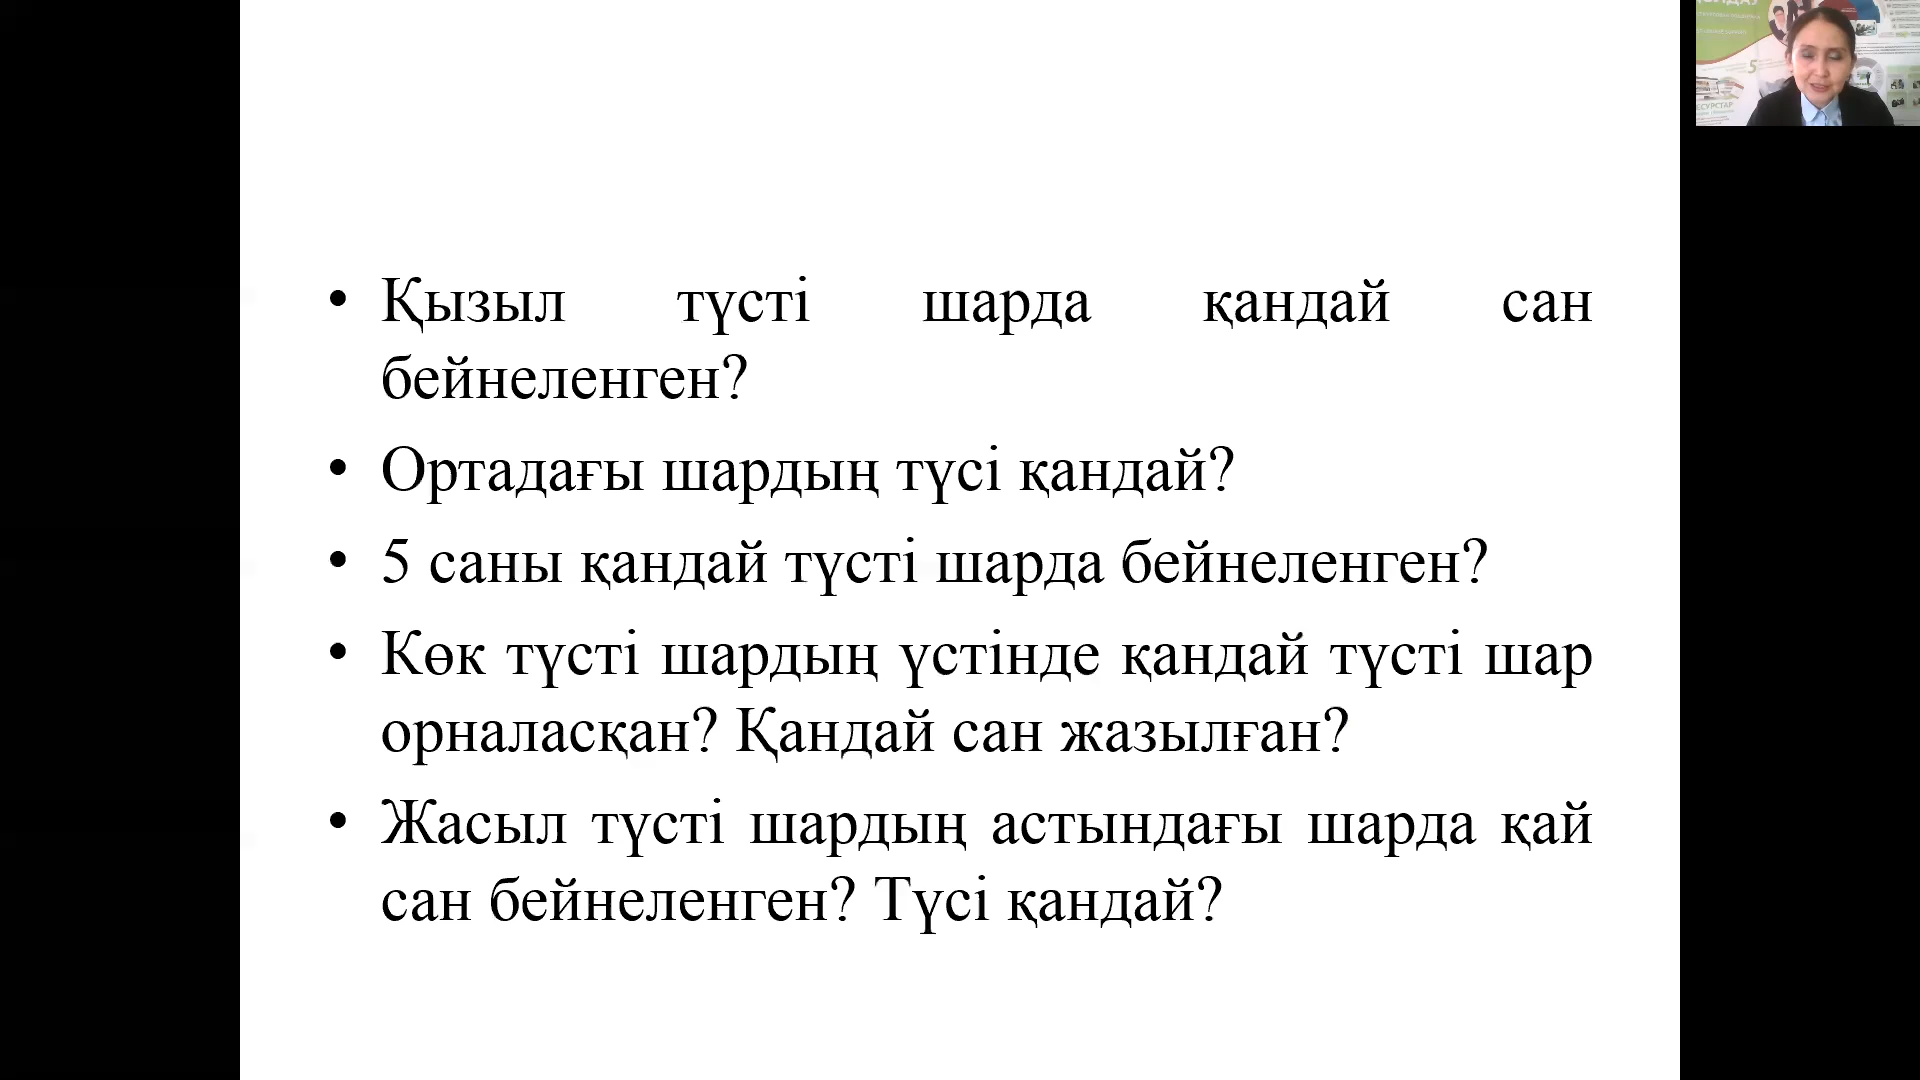 • Қызыл түсті шарда қандай сан
бейнеленген?
• Ортадағы шардың түсі қандай?
• 5 саны қандай түсті шарда бейнеленген?
• Көк түсті шардың үстінде қандай түсті шар
орналасқан? Қандай сан жазылған?
• Жасыл түсті шардың астындағы шарда қай
сан бейнеленген? Түсі қандай?
5